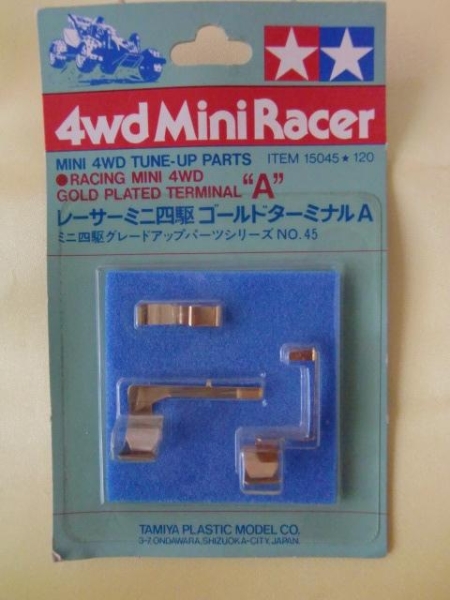 4wd Mini Racer
MINI 4WD TUNE-UP PARTS ITEM 15045★120
●RACING MINI 4WD
GOLD PLATED TERMINAL "A"
レーサーミニ四駆 ゴールドターミナルA
ミニ四駆グレードアップパーツシリーズ NO.45
TAMIYA PLASTIC MODEL CO.
3-7, ONDAWARA, SHIZUOKA-CITY, JAPAN.